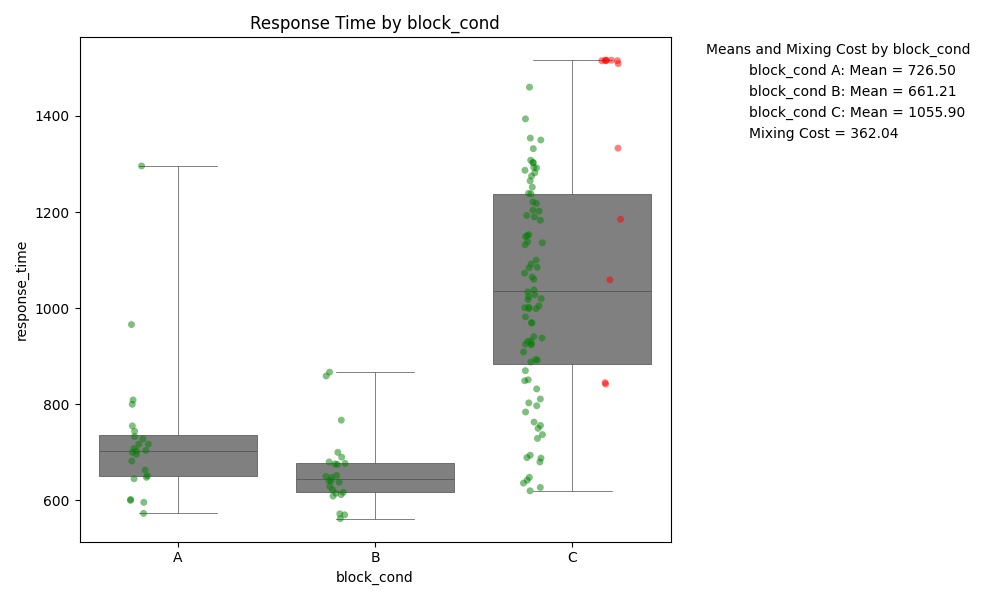 Response Time by block_cond
Means and Mixing Cost by block_cond
block_cond A: Mean = 726.50
block_cond B: Mean = 661.21
block_cond C: Mean = 1055.90
Mixing Cost = 362.04
response_time
1400
1200
1000
800
600
A
B
C
block_cond